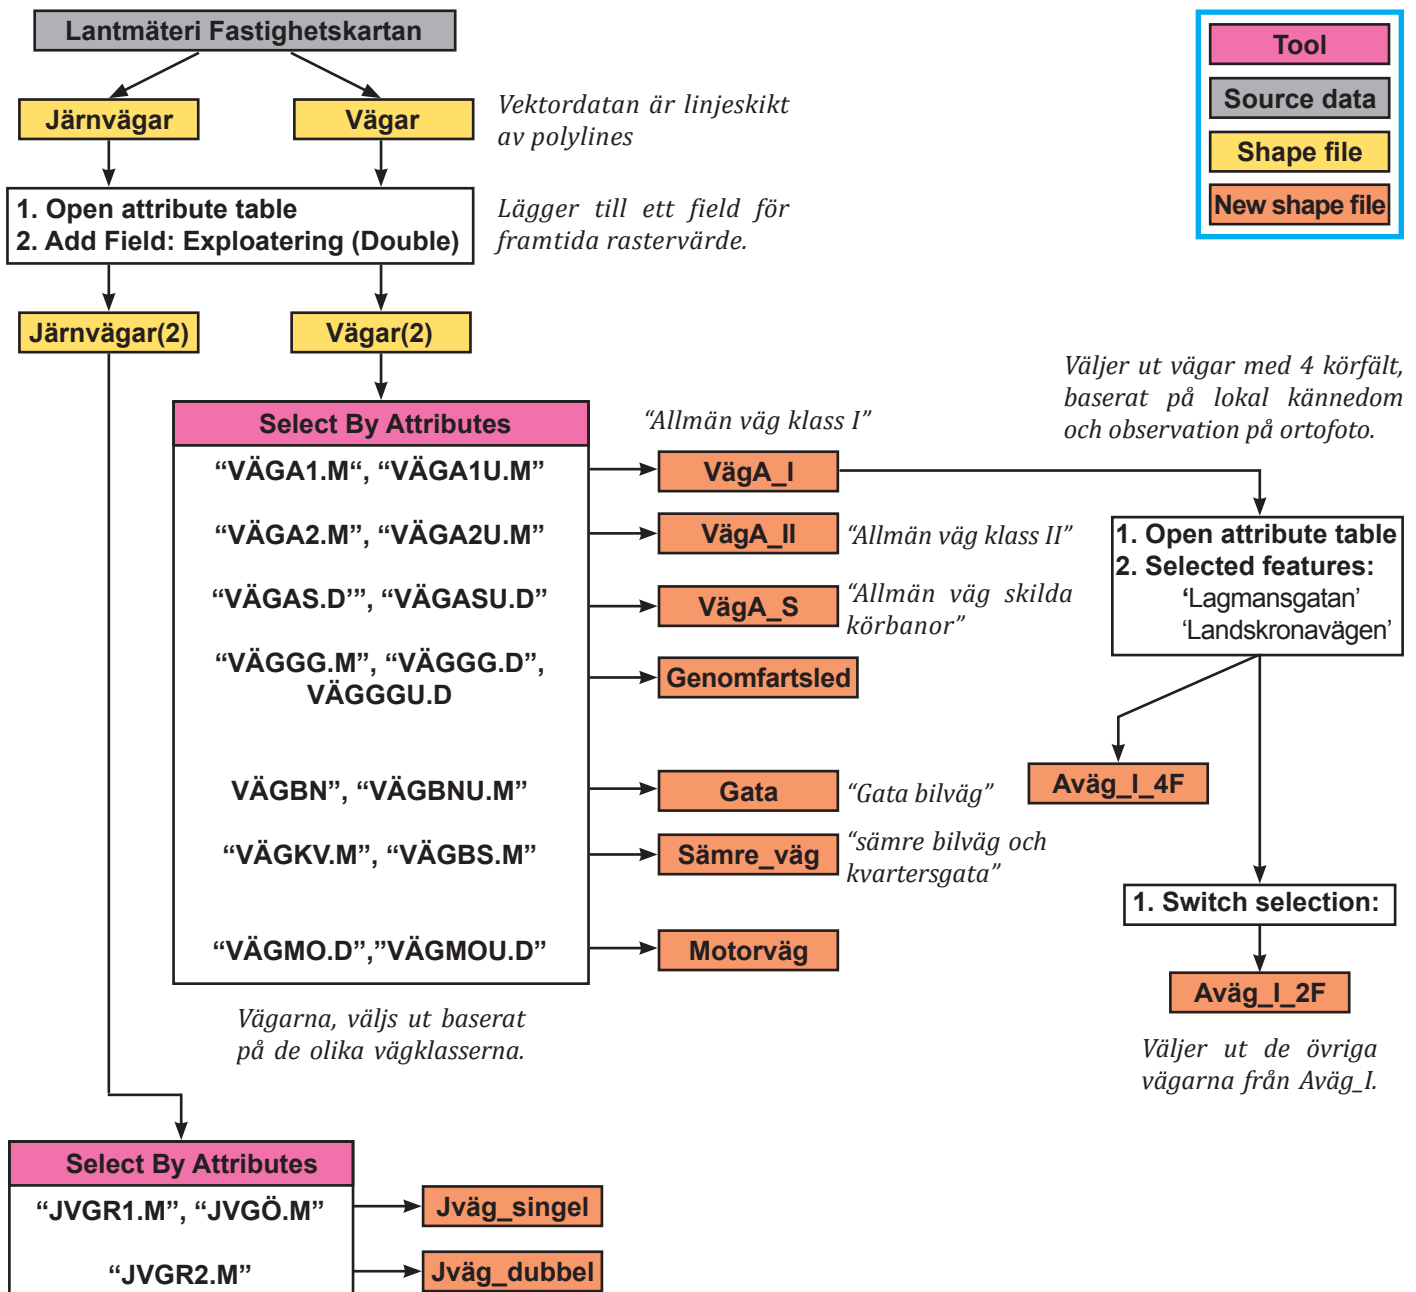 Lantmäteri Fastighetskartan
Tool
Source data
Shape file
New shape file
Järnvägar
Vägar
Vektordatan är linjeskikt
av polylines
1. Open attribute table
2. Add Field: Exploatering (Double)
Lägger till ett field för
framtida rastervärde.
Järnvägar(2)
Vägar(2)
Väljer ut vägar med 4 körfält,
baserat på lokal kännedom
och observation på ortofoto.
Select By Attributes
“Allmän väg klass I”
“VÄGA1.M“, “VÄGA1U.M”
VägA_I
“VÄGA2.M”, “VÄGA2U.M”
VägA_II
“Allmän väg klass II”
“VÄGAS.D’”, “VÄGASU.D”
VägA_S
“Allmän väg skilda
körbanor”
“VÄGGG.M”, “VÄGGG.D”,
VÄGGGU.D
Genomfartsled
VÄGBN”, “VÄGBNU.M”
Gata
“Gata bilväg”
“VÄGKV.M”, “VÄGBS.M”
Sämre_väg
“sämre bilväg och
kvartersgata”
“VÄGMO.D”,”VÄGMOU.D”
Motorväg
Vägarna, väljs ut baserat
på de olika vägklasserna.
1. Open attribute table
2. Selected features:
‘Lagmansgatan’
‘Landskronavägen’
Aväg_I_4F
1. Switch selection:
Aväg_I_2F
Väljer ut de övriga
vägarna från Aväg_I.
Select By Attributes
“JVGR1.M”, “JVGÖ.M”
Jväg_singel
“JVGR2.M”
Jväg_dubbel